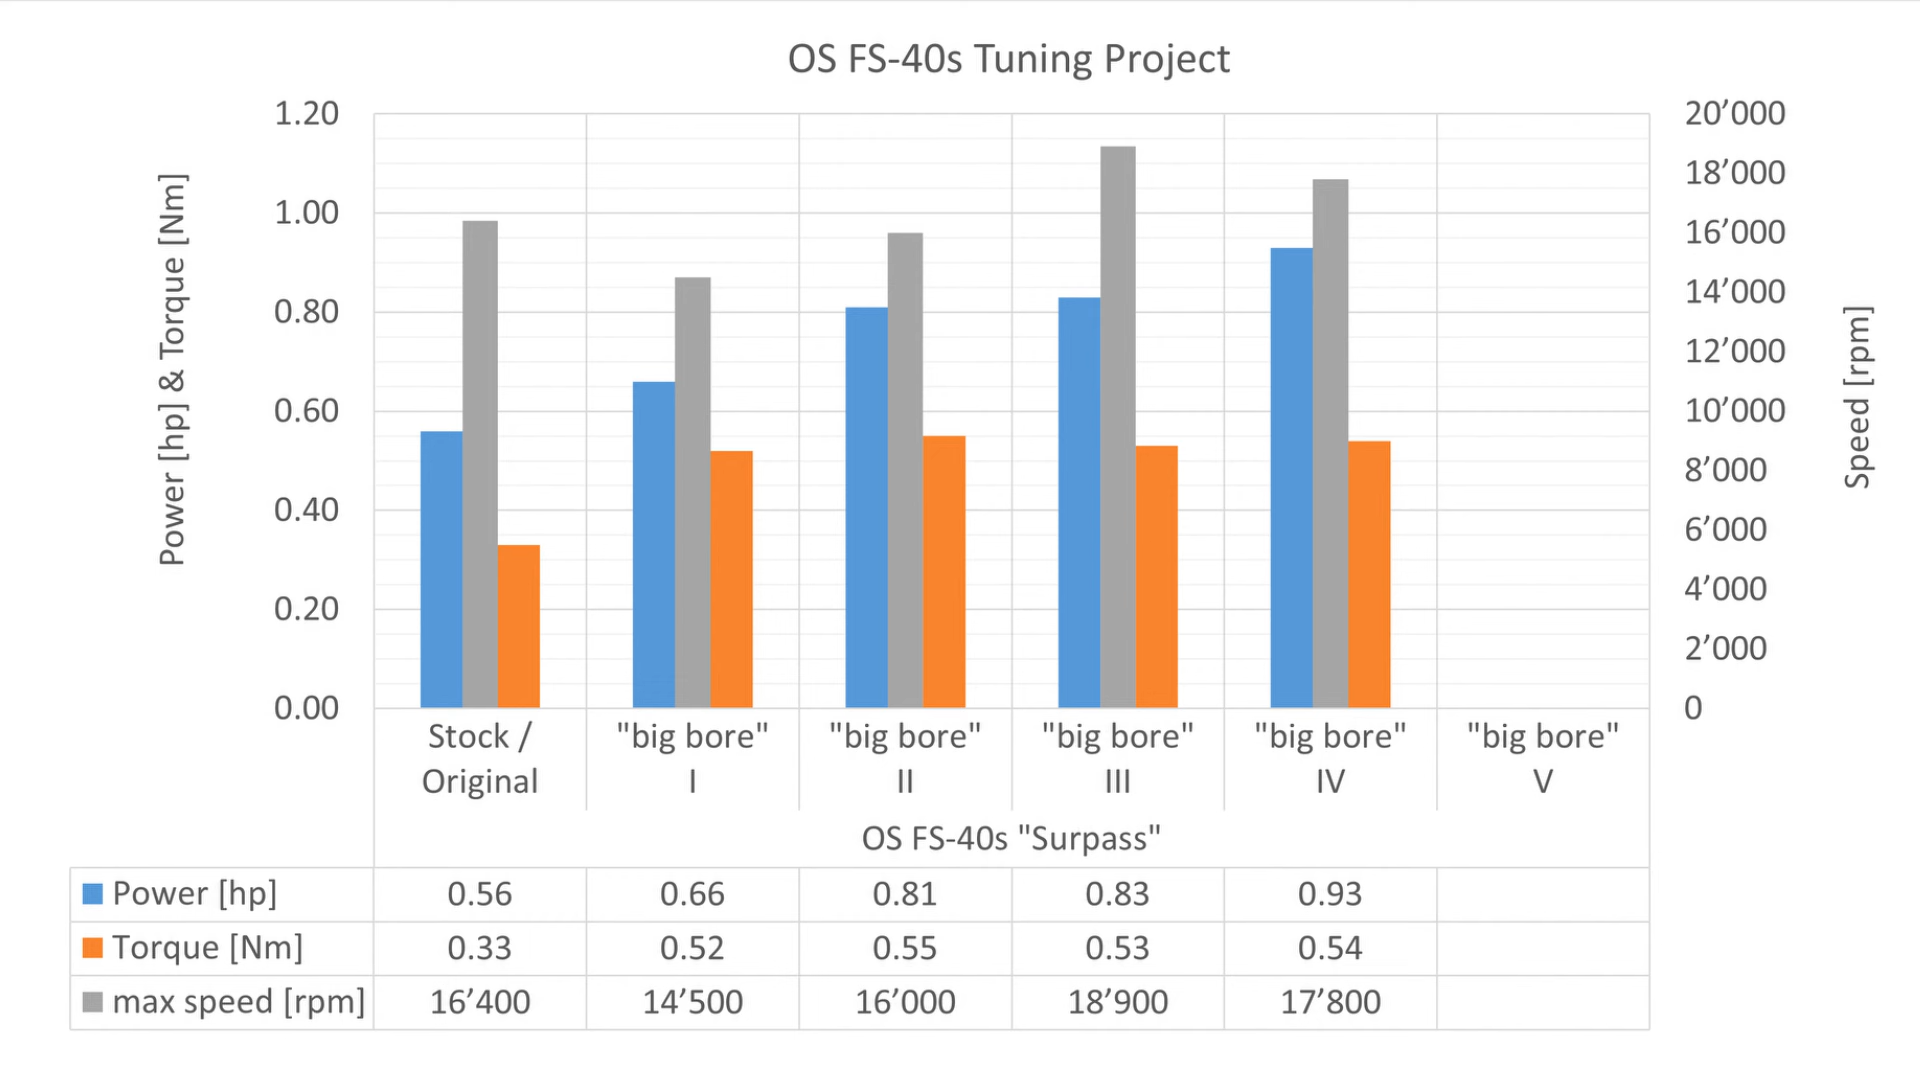 OS FS-40s Tuning Project
Power [hp] & Torque [Nm]
1.20
1.00
0.80
0.60
0.40
0.20
0.00
20’000
18’000
16’000
14’000
12’000
10’000
8’000
6’000
4’000
2’000
0
Speed [rpm]
Stock /
Original
"big bore"
I
"big bore"
II
"big bore"
III
"big bore"
IV
"big bore"
V
OS FS-40s "Surpass"
Power [hp] 0.56 0.66 0.81 0.83 0.93
Torque [Nm] 0.33 0.52 0.55 0.53 0.54
max speed [rpm] 16’400 14’500 16’000 18’900 17’800